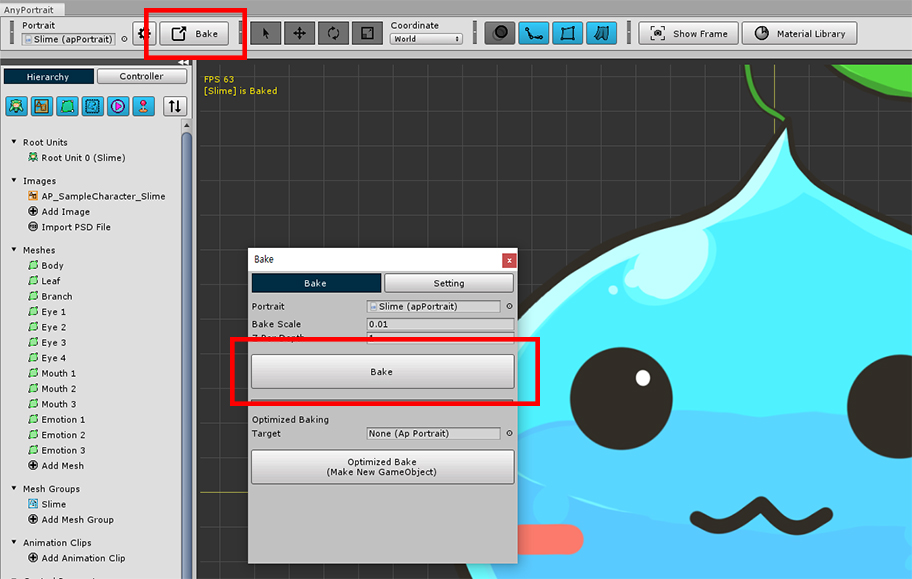 AnyPortrait
Portrait
Slime (apPortrait)
Bake
Coordinate
World
Show Frame
Material Library
Hierarchy
Controller
FPS 63
[Slime] is Baked
Root Units
Root Unit 0 (Slime)
Images
AP_SampleCharacter_Slime
Add Image
Import PSD File
Meshes
Body
Leaf
Branch
Eye 1
Eye 2
Eye 3
Eye 4
Mouth 1
Mouth 2
Mouth 3
Emotion 1
Emotion 2
Emotion 3
Add Mesh
Mesh Groups
Slime
Add Mesh Group
Animation Clips
Add Animation Clip
Bake
x
Bake
Setting
Portrait
Slime (apPortrait)
Bake Scale
0.01
Z Per Depth
Bake
Optimized Baking
Target
None (Ap Portrait)
Optimized Bake
(Make New GameObject)